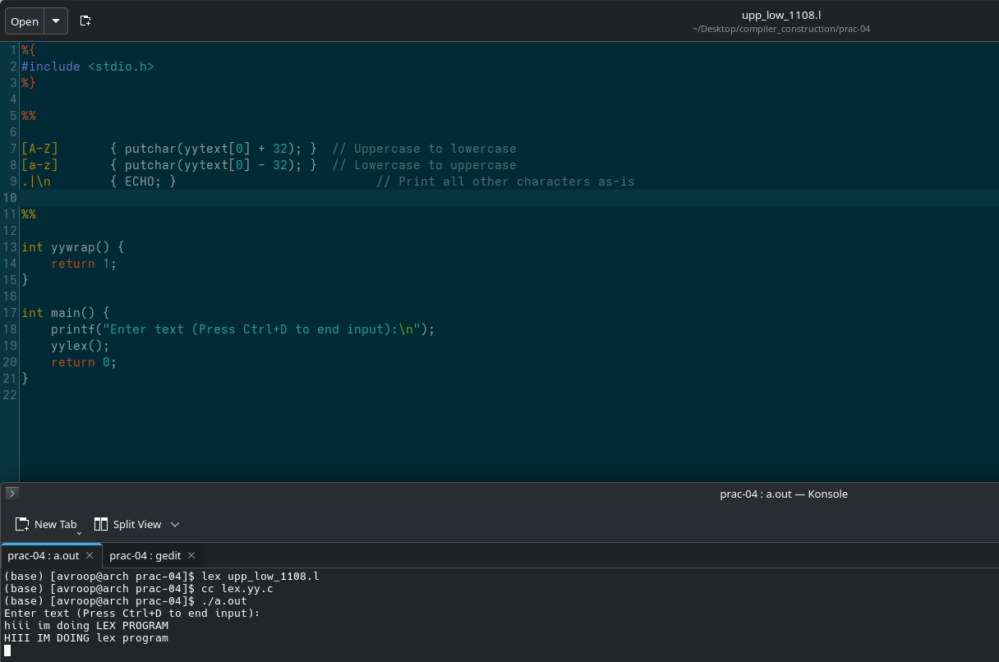 Open
upp_low_1108.l
~/Desktop/compiler_construction/prac-04
1 %{
2 #include <stdio.h>
3 %}
4
5 %%
6
7 [A-Z]       { putchar(yytext[0] + 32); }  // Uppercase to lowercase
8 [a-z]       { putchar(yytext[0] - 32); }  // Lowercase to uppercase
9 .|\n        { ECHO; }                           // Print all other characters as-is
10
11 %%
12
13 int yywrap() {
14     return 1;
15 }
16
17 int main() {
18     printf("Enter text (Press Ctrl+D to end input):\n");
19     yylex();
20     return 0;
21 }
22
prac-04 : a.out — Konsole
New Tab Split View
prac-04 : a.out prac-04 : gedit
(base) [avroop@arch prac-04]$ lex upp_low_1108.l
(base) [avroop@arch prac-04]$ cc lex.yy.c
(base) [avroop@arch prac-04]$ ./a.out
Enter text (Press Ctrl+D to end input):
hiii im doing LEX PROGRAM
HIII IM DOING lex program